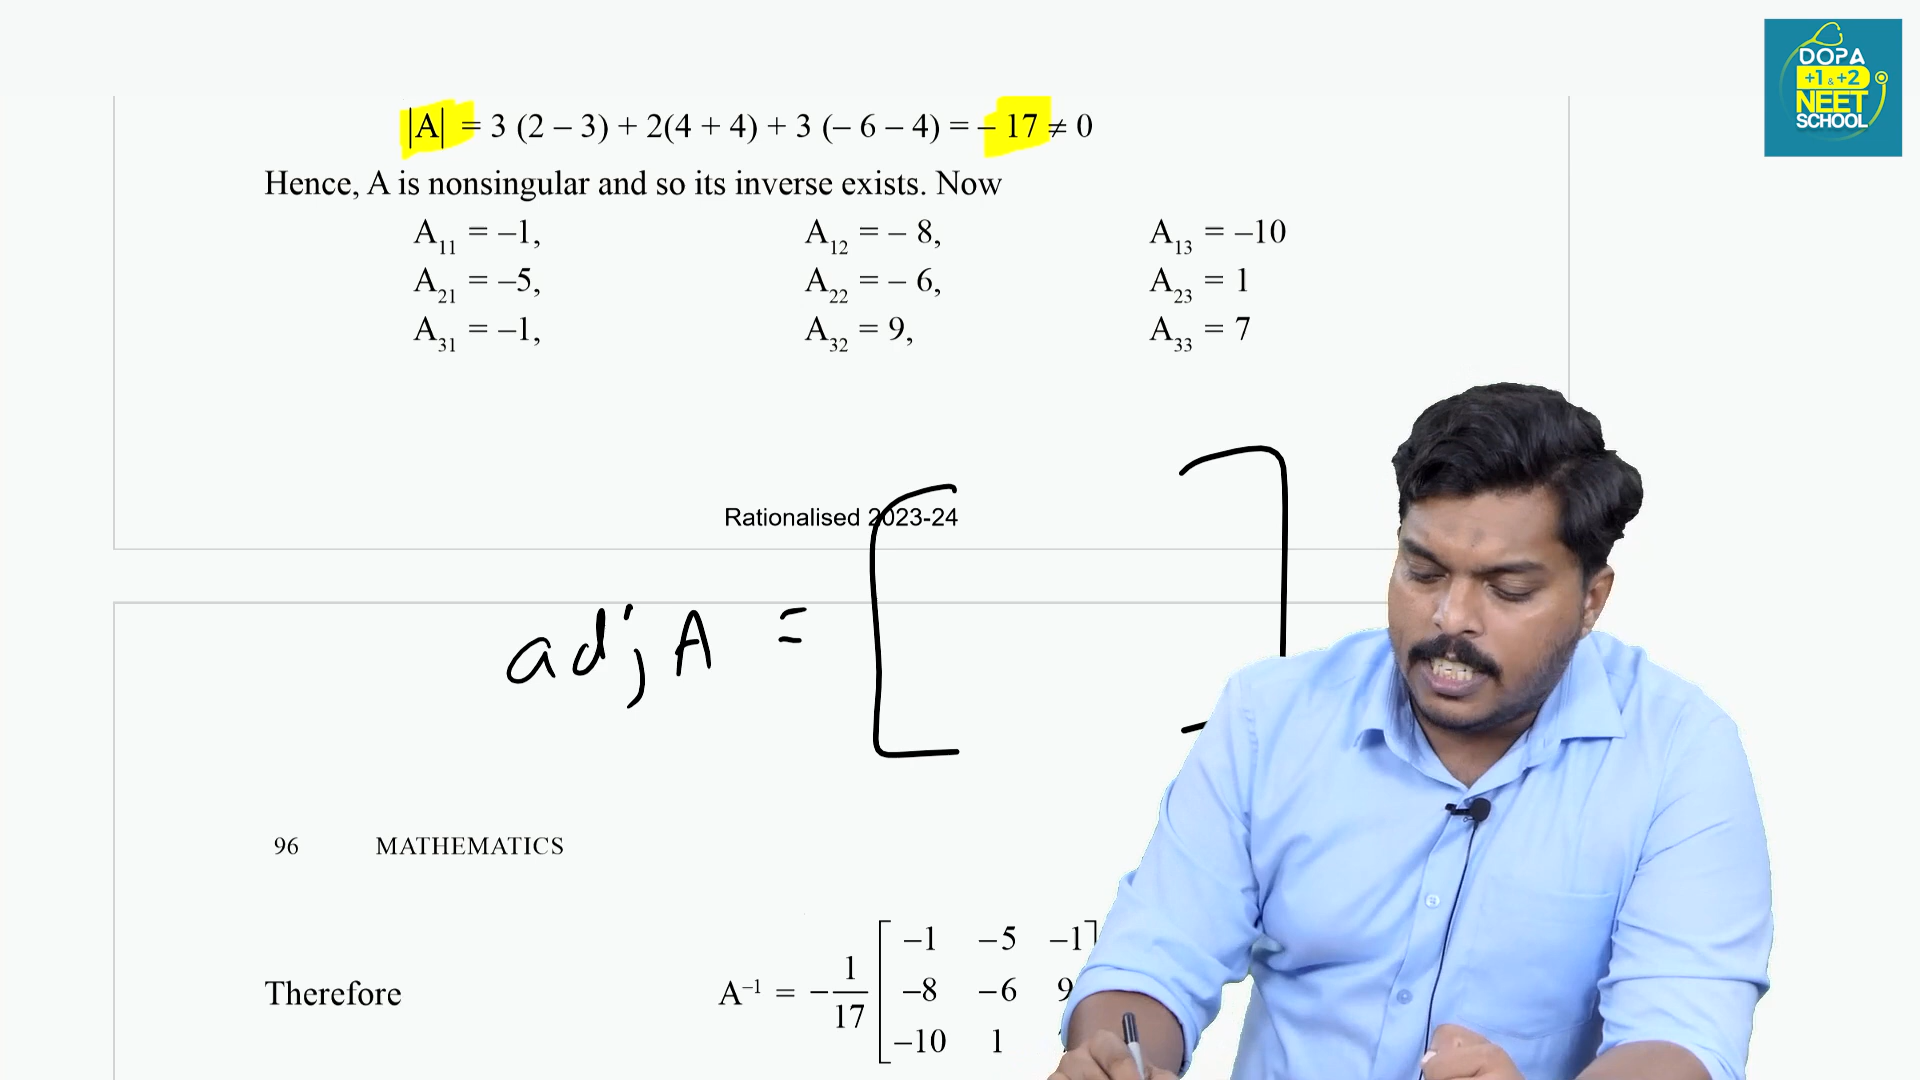 DOPA
+1 & +2
NEET
SCHOOL
|A| = 3 (2 – 3) + 2(4 + 4) + 3 (– 6 – 4) = – 17 ≠ 0
Hence, A is nonsingular and so its inverse exists. Now
A₁₁ = –1, A₁₂ = – 8, A₁₃ = –10
A₂₁ = –5, A₂₂ = – 6, A₂₃ = 1
A₃₁ = –1, A₃₂ = 9, A₃₃ = 7
Rationalised 2023-24
adj A =
96 MATHEMATICS
Therefore A⁻¹ = – 1/17 [ –1 –5 –1 ]
–8 –6 9
–10 1